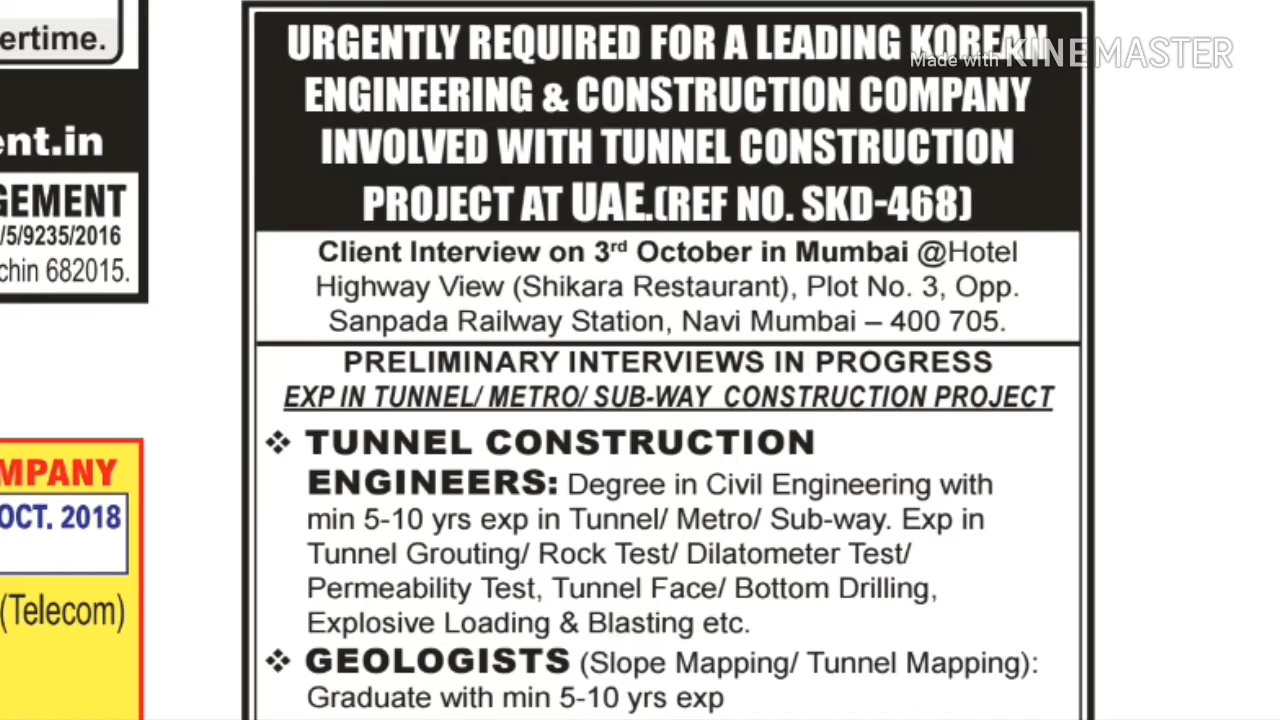 ertime.
ent.in
GEMENT
/5/9235/2016
chin 682015.
MPANY
OCT. 2018
(Telecom)
Made with KINEMASTER
URGENTLY REQUIRED FOR A LEADING KOREAN
ENGINEERING & CONSTRUCTION COMPANY
INVOLVED WITH TUNNEL CONSTRUCTION
PROJECT AT UAE.(REF NO. SKD-468)
Client Interview on 3rd October in Mumbai @Hotel
Highway View (Shikara Restaurant), Plot No. 3, Opp.
Sanpada Railway Station, Navi Mumbai – 400 705.
PRELIMINARY INTERVIEWS IN PROGRESS
EXP IN TUNNEL/ METRO/ SUB-WAY CONSTRUCTION PROJECT
❖ TUNNEL CONSTRUCTION
ENGINEERS: Degree in Civil Engineering with
min 5-10 yrs exp in Tunnel/ Metro/ Sub-way. Exp in
Tunnel Grouting/ Rock Test/ Dilatometer Test/
Permeability Test, Tunnel Face/ Bottom Drilling,
Explosive Loading & Blasting etc.
❖ GEOLOGISTS (Slope Mapping/ Tunnel Mapping):
Graduate with min 5-10 yrs exp